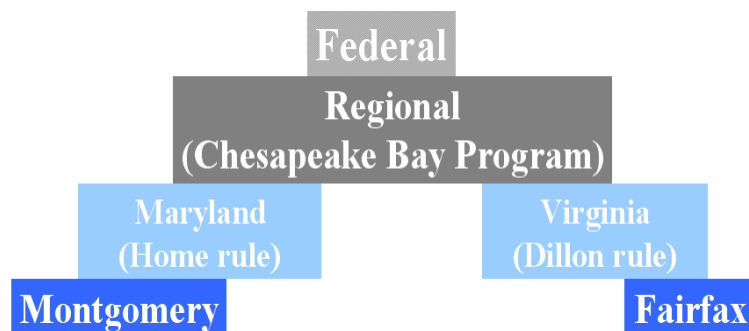 Federal
Regional
(Chesapeake Bay Program)
Maryland
(Home rule)
Virginia
(Dillon rule)
Montgomery
Fairfax